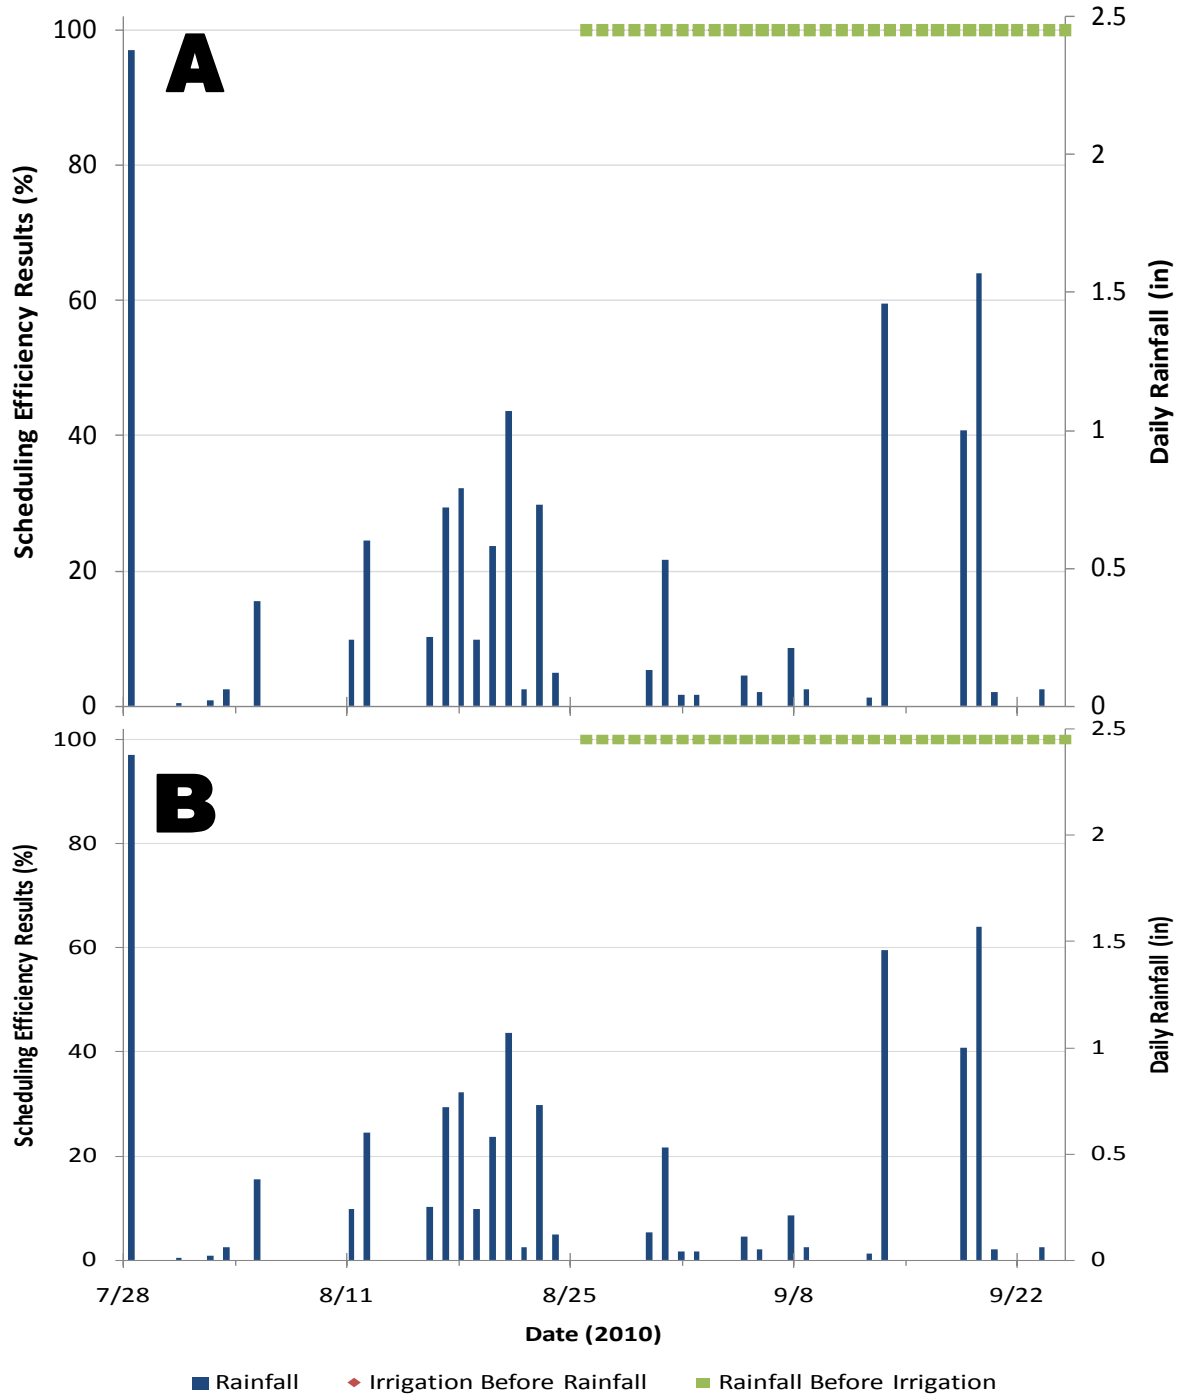 A
Scheduling Efficiency Results (%)
100
80
60
40
20
0
2.5
2
1.5
1
0.5
0
Daily Rainfall (in)
B
Scheduling Efficiency Results (%)
100
80
60
40
20
0
2.5
2
1.5
1
0.5
0
Daily Rainfall (in)
7/28 8/11 8/25 9/8 9/22
Date (2010)
Rainfall Irrigation Before Rainfall Rainfall Before Irrigation